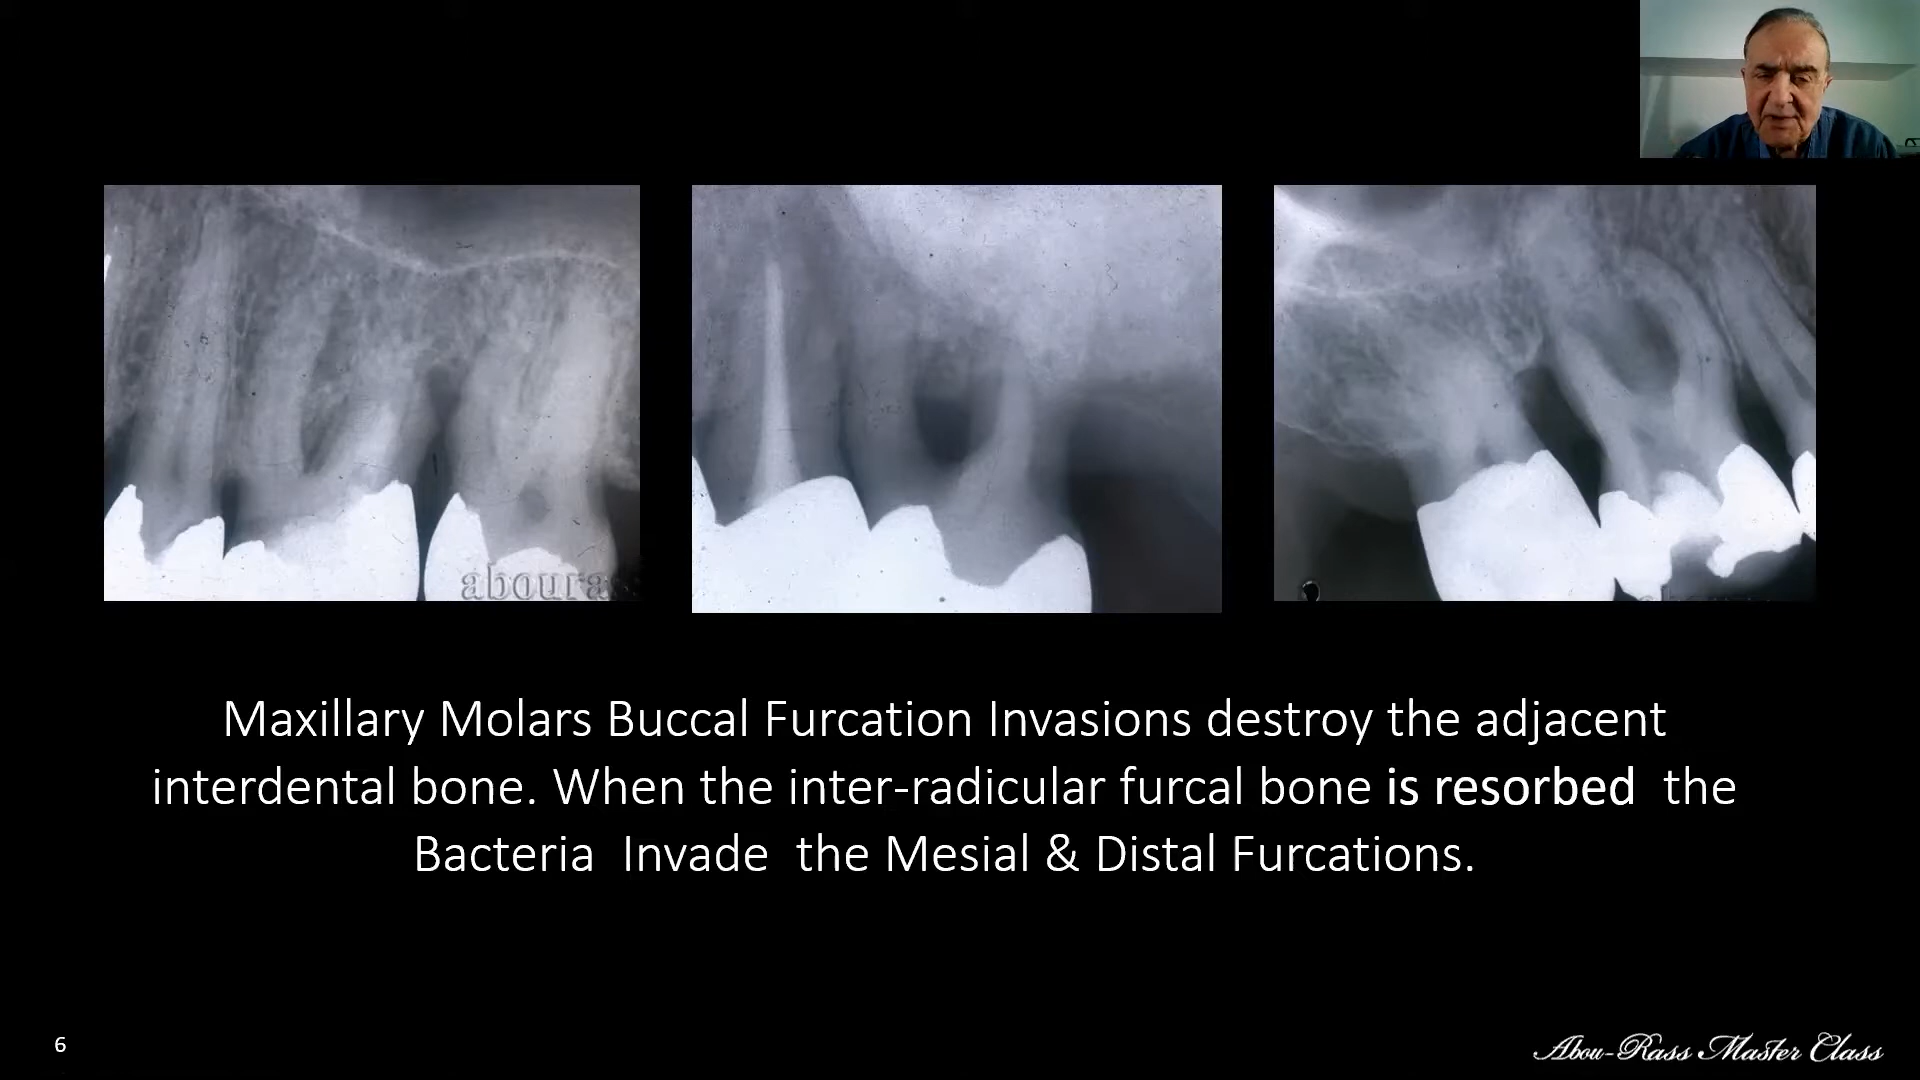 aboura
Maxillary Molars Buccal Furcation Invasions destroy the adjacent
interdental bone. When the inter-radicular furcal bone is resorbed the
Bacteria Invade the Mesial & Distal Furcations.
6
Abou-Rass Master Class